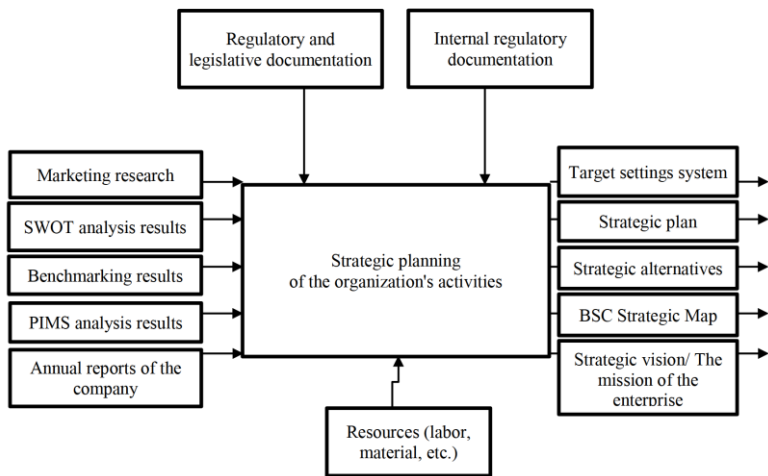 Regulatory and
legislative documentation
Internal regulatory
documentation
Marketing research
SWOT analysis results
Benchmarking results
PIMS analysis results
Annual reports of the
company
Strategic planning
of the organization's activities
Target settings system
Strategic plan
Strategic alternatives
BSC Strategic Map
Strategic vision/ The
mission of the
enterprise
Resources (labor,
material, etc.)